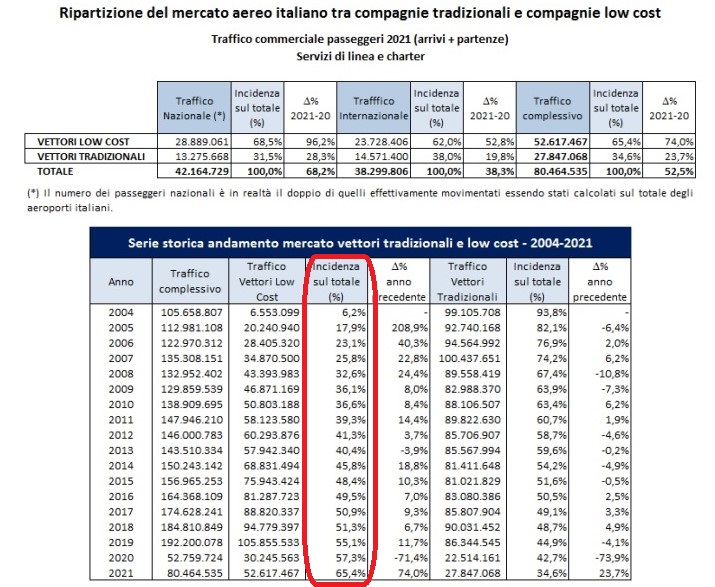 Ripartizione del mercato aereo italiano tra compagnie tradizionali e compagnie low cost
Traffico commerciale passeggeri 2021 (arrivi + partenze)
Servizi di linea e charter
Traffico Nazionale (*) Incidenza sul totale (%) Δ% 2021-20 Trafffico Internazionale Incidenza sul totale (%) Δ% 2021-20 Traffico complessivo Incidenza sul totale (%) Δ% 2021-20
VETTORI LOW COST 28.889.061 68,5% 96,2% 23.728.406 62,0% 52,8% 52.617.467 65,4% 74,0%
VETTORI TRADIZIONALI 13.275.668 31,5% 28,3% 14.571.400 38,0% 19,8% 27.847.068 34,6% 23,7%
TOTALE 42.164.729 100,0% 68,2% 38.299.806 100,0% 38,3% 80.464.535 100,0% 52,5%
(*) Il numero dei passeggeri nazionali è in realtà il doppio di quelli effettivamente movimentati essendo stati calcolati sul totale degli
aeroporti italiani.
Serie storica andamento mercato vettori tradizionali e low cost - 2004-2021
Anno Traffico complessivo Traffico Vettori Low Cost Incidenza sul totale (%) Δ% anno precedente Traffico Vettori Tradizionali Incidenza sul totale (%) Δ% anno precedente
2004 105.658.807 6.553.099 6,2% - 99.105.708 93,8% -
2005 112.981.108 20.240.940 17,9% 208,9% 92.740.168 82,1% -6,4%
2006 122.970.312 28.405.320 23,1% 40,3% 94.564.992 76,9% 2,0%
2007 135.308.151 34.870.500 25,8% 22,8% 100.437.651 74,2% 6,2%
2008 132.952.402 43.393.983 32,6% 24,4% 89.558.419 67,4% -10,8%
2009 129.859.539 46.871.169 36,1% 8,0% 82.988.370 63,9% -7,3%
2010 138.909.695 50.803.188 36,6% 8,4% 88.106.507 63,4% 6,2%
2011 147.946.210 58.123.580 39,3% 14,4% 89.822.630 60,7% 1,9%
2012 146.000.783 60.293.876 41,3% 3,7% 85.706.907 58,7% -4,6%
2013 143.510.334 57.942.340 40,4% -3,9% 85.567.994 59,6% -0,2%
2014 150.243.142 68.831.494 45,8% 18,8% 81.411.648 54,2% -4,9%
2015 156.965.253 75.943.424 48,4% 10,3% 81.021.829 51,6% -0,5%
2016 164.368.109 81.287.723 49,5% 7,0% 83.080.386 50,5% 2,5%
2017 174.628.241 88.820.337 50,9% 9,3% 85.807.904 49,1% 3,3%
2018 184.810.849 94.779.397 51,3% 6,7% 90.031.452 48,7% 4,9%
2019 192.200.078 105.855.533 55,1% 11,7% 86.344.545 44,9% -4,1%
2020 52.759.724 30.245.563 57,3% -71,4% 22.514.161 42,7% -73,9%
2021 80.464.535 52.617.467 65,4% 74,0% 27.847.068 34,6% 23,7%